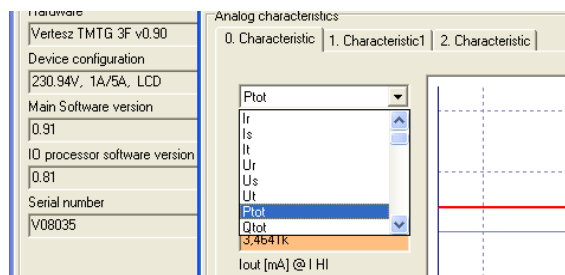 Hardware
Vertesz TMTG 3F v0.90
Device configuration
230.94V, 1A/5A, LCD
Main Software version
0.91
IO processor software version
0.81
Serial number
V08035
Analog characteristics
0. Characteristic
1. Characteristic1
2. Characteristic
Ptot
Ir
Is
It
Ur
Us
Ut
Ptot
Qtot
3,4641k
Iout [mA] @ I HI